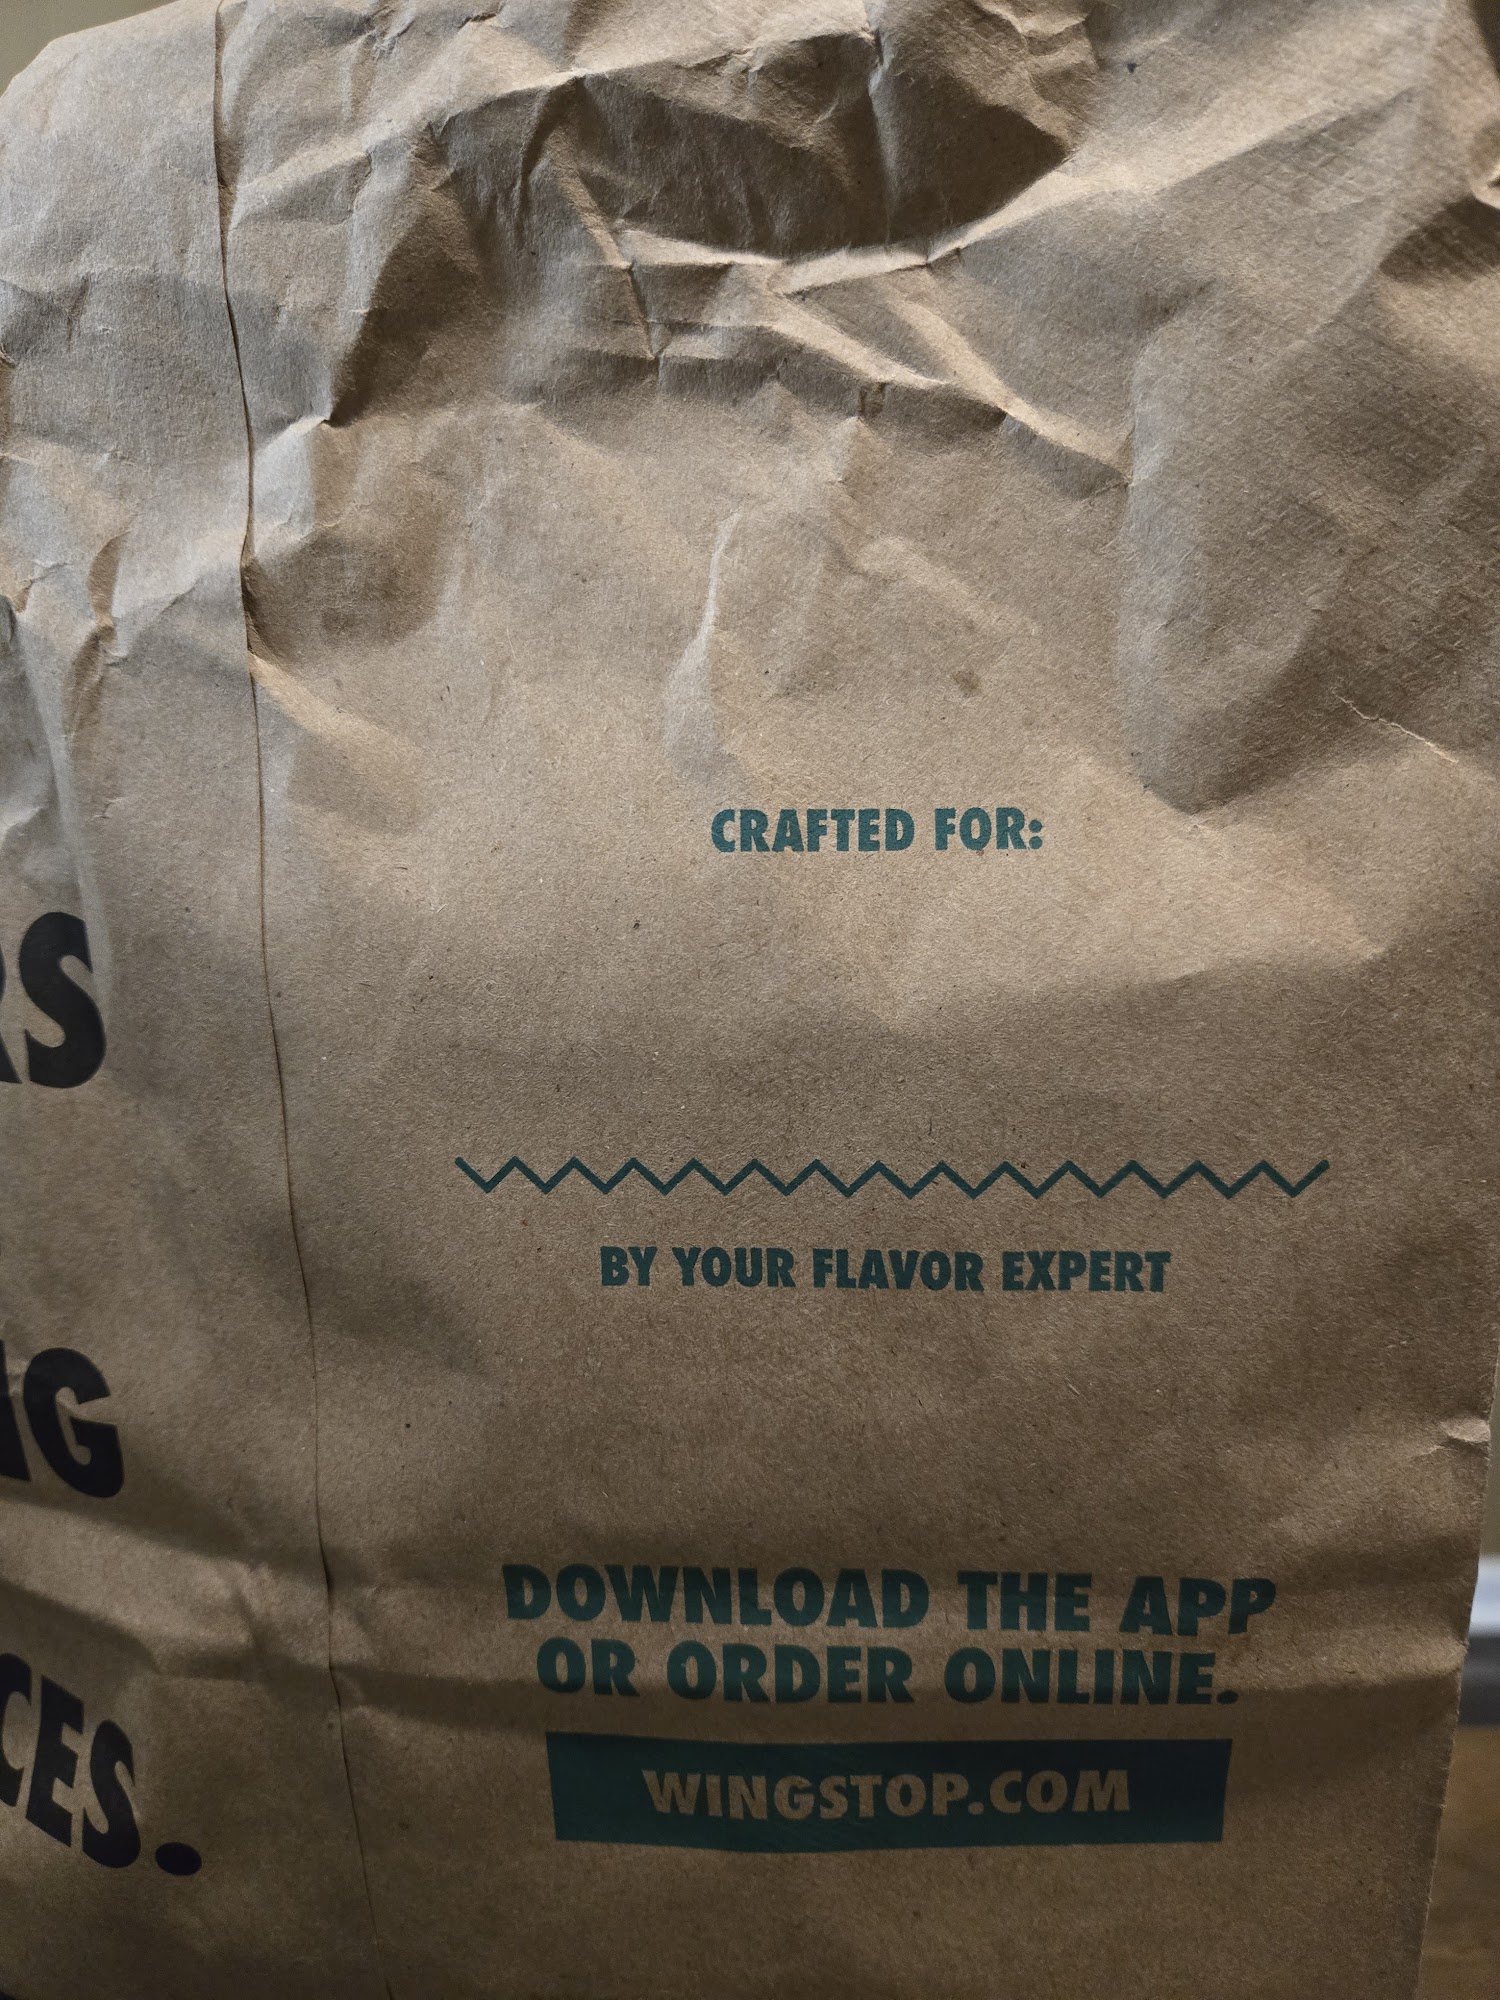 CRAFTED FOR:
BY YOUR FLAVOR EXPERT
DOWNLOAD THE APP
OR ORDER ONLINE.
WINGSTOP.COM